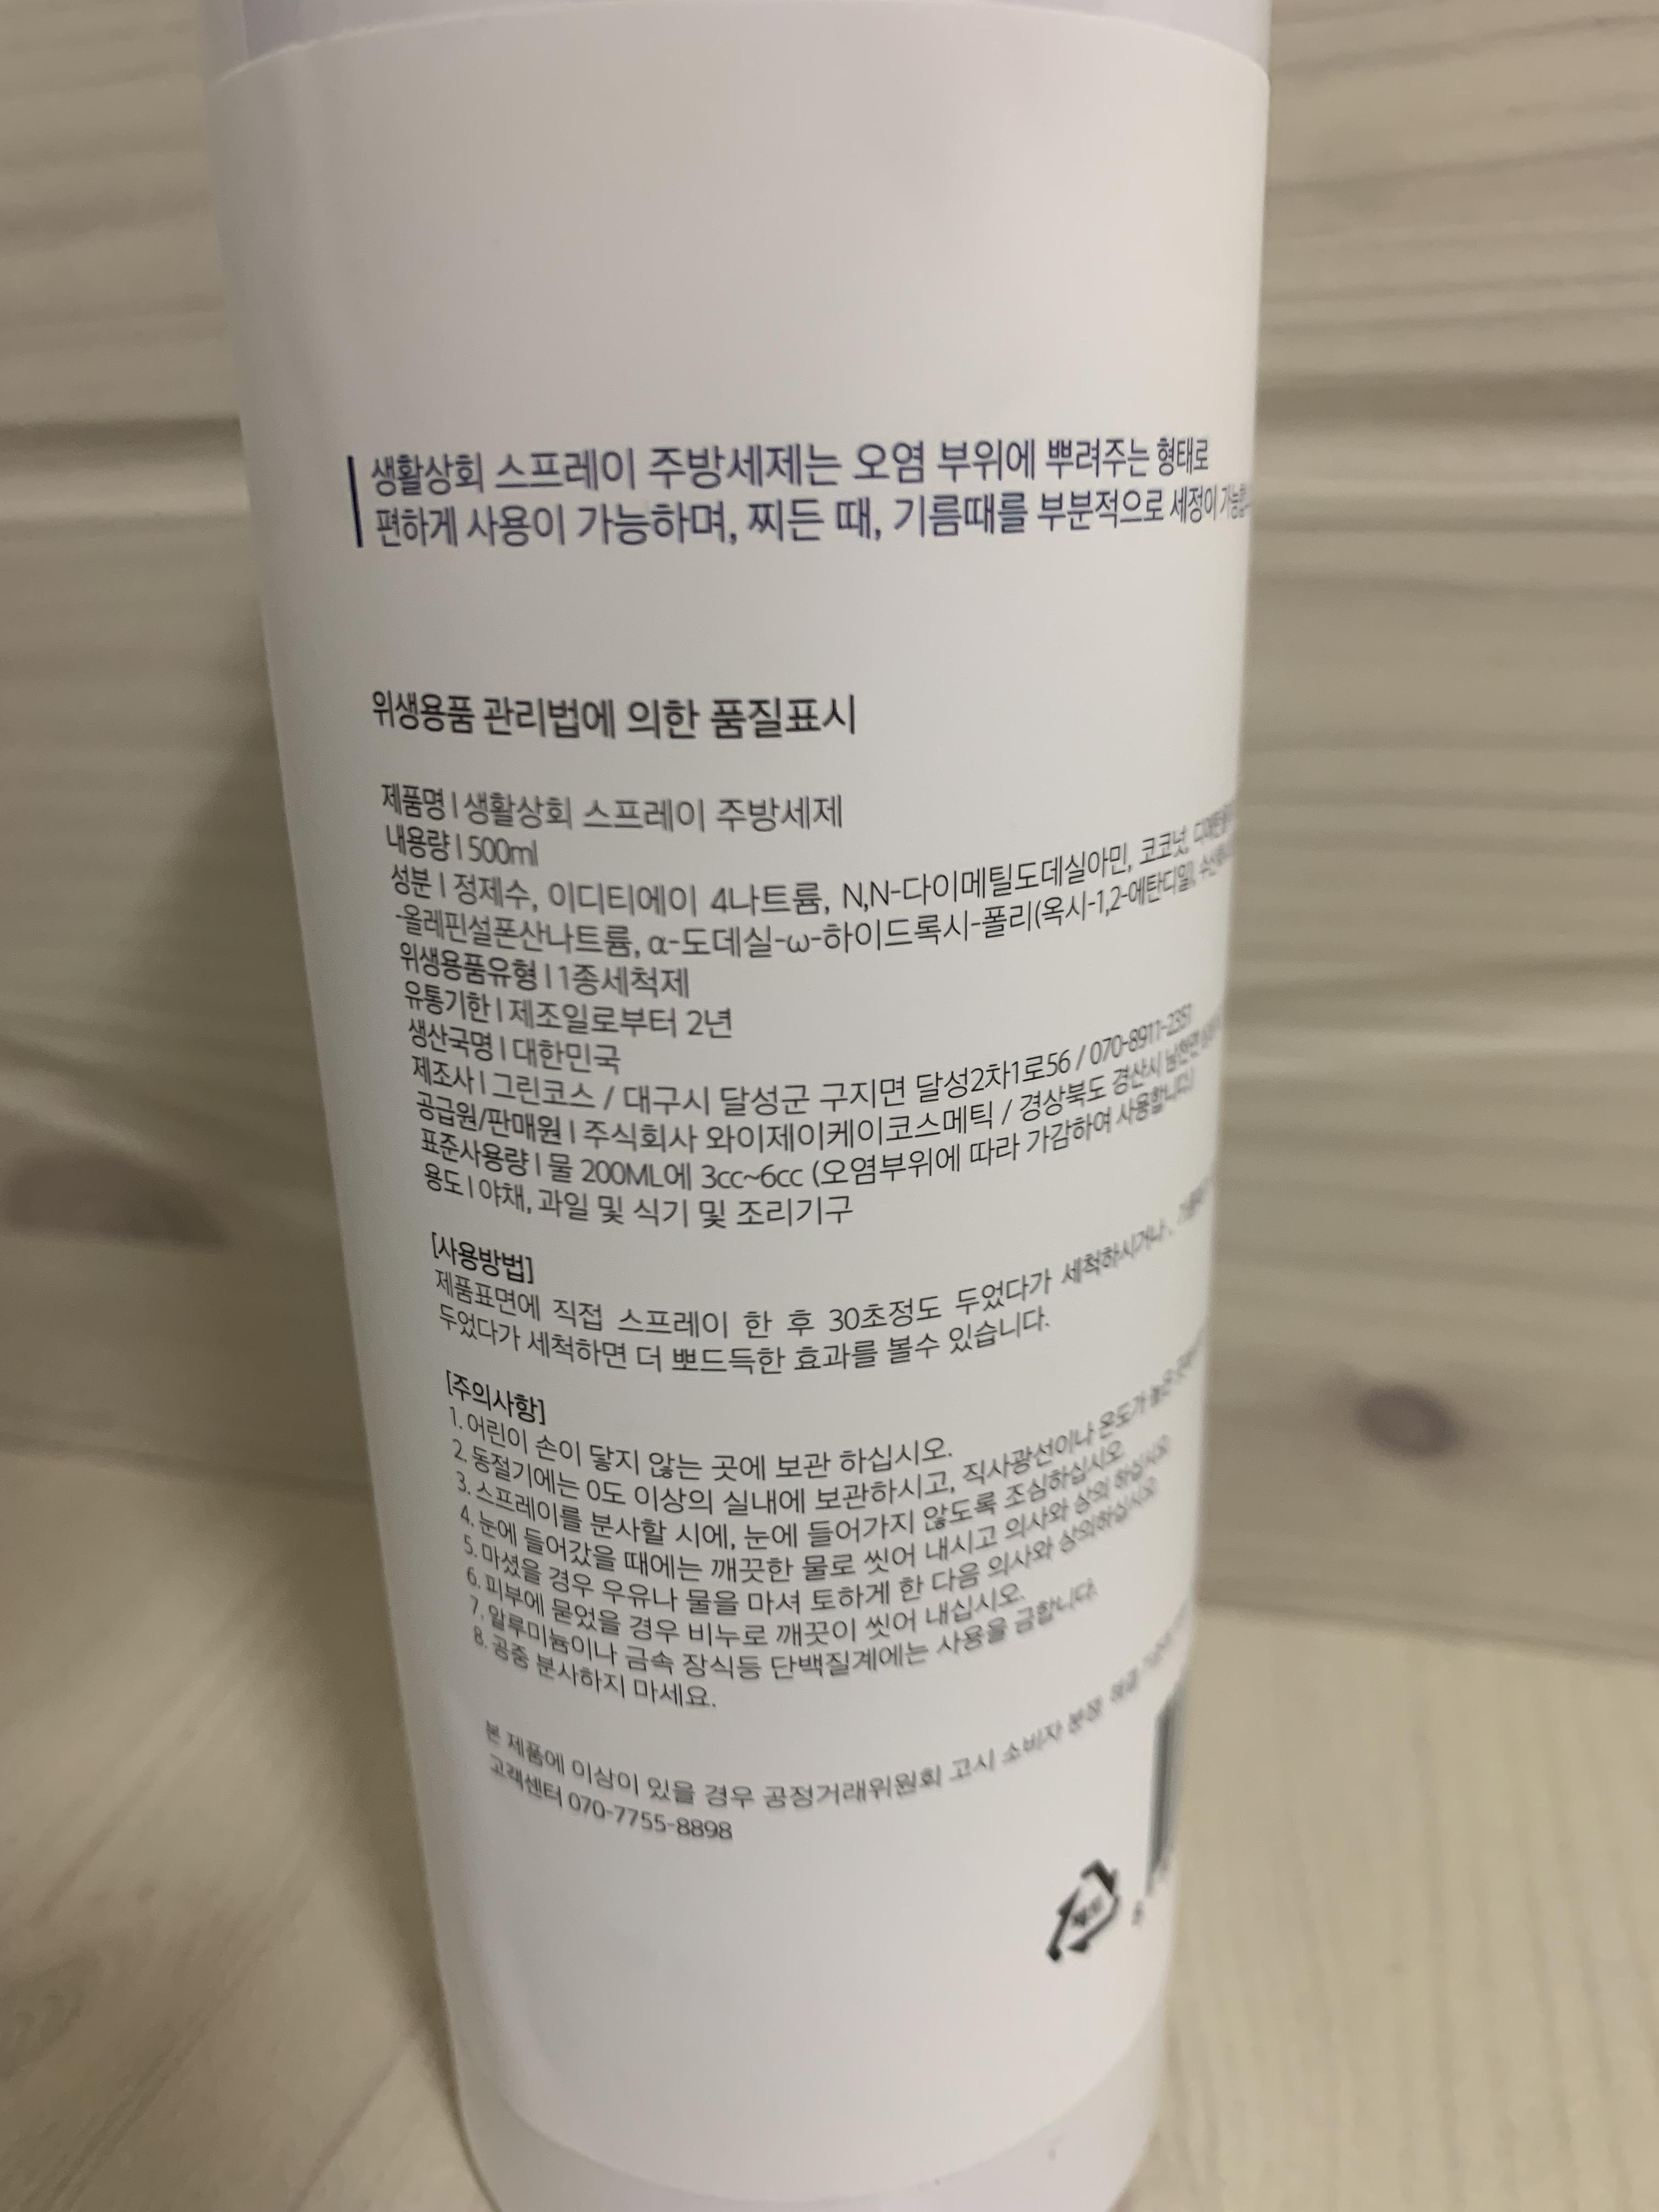 생활상회 스프레이 주방세제는 오염 부위에 뿌려주는 형태로
편하게 사용이 가능하며, 찌든 때, 기름때를 부분적으로 세정이
위생용품 관리법에 의한 품질표시
제품명 | 생활상회 스프레이 주방세제
내용량 | 500ml
성분 | 정제수, 이디티에이 4나트륨, N,N-다이메틸도데실아민, 코코넛,
-올레핀설폰산나트륨, α-도데실-ω-하이드록시-폴리(옥시-1,2-에탄디일),
위생용품유형 | 1종세척제
유통기한 | 제조일로부터 2년
생산국명 | 대한민국
제조사 | 그린코스 / 대구시 달성군 구지면 달성2차1로56 / 070-8911-2351
공급원/판매원 | 주식회사 와이제이케이코스메틱 / 경상북도 경산시 남천면
표준사용량 | 물 200ML에 3cc~6cc (오염부위에 따라 가감하여 사용합니다)
용도 | 야채, 과일 및 식기 및 조리기구
[사용방법]
제품표면에 직접 스프레이 한 후 30초정도 두었다가 세척하시거나,
두었다가 세척하면 더 뽀드득한 효과를 볼수 있습니다.
[주의사항]
1. 어린이 손이 닿지 않는 곳에 보관 하십시오.
2. 동절기에는 0도 이상의 실내에 보관하시고, 직사광선이나 온도가 높은
3. 스프레이를 분사할 시에, 눈에 들어가지 않도록 조심하십시오.
4. 눈에 들어갔을 때에는 깨끗한 물로 씻어 내시고 의사와 상의 하십시오.
5. 마셨을 경우 우유나 물을 마셔 토하게 한 다음 의사와 상의하십시오.
6. 피부에 묻었을 경우 비누로 깨끗이 씻어 내십시오.
7. 알루미늄이나 금속 장식등 단백질계에는 사용을 금합니다.
8. 공중 분사하지 마세요.
본 제품에 이상이 있을 경우 공정거래위원회 고시 소비자 분쟁 해결
고객센터 070-7755-8898